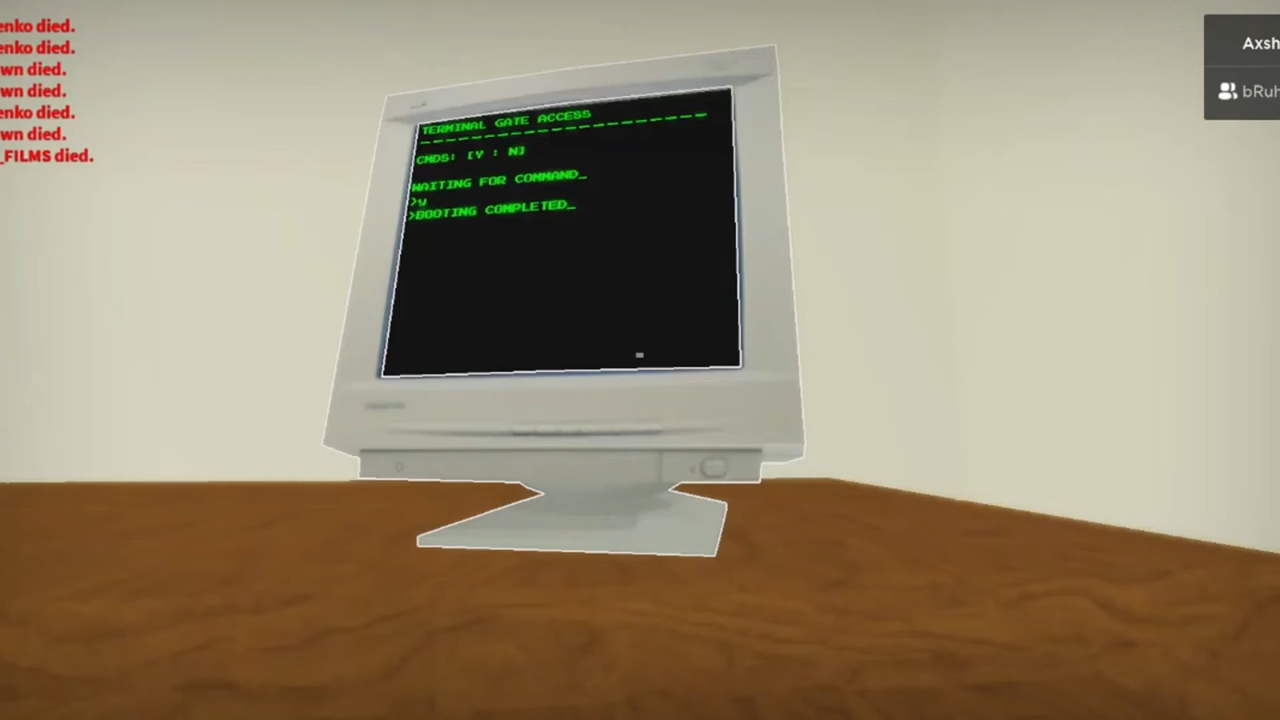 enko died.
enko died.
wn died.
wn died.
enko died.
wn died.
_FILMS died.
Axsh
bRuh
TERMINAL GATE ACCESS
CMDS: [Y : N]
WAITING FOR COMMAND_
>y
>BOOTING COMPLETED_